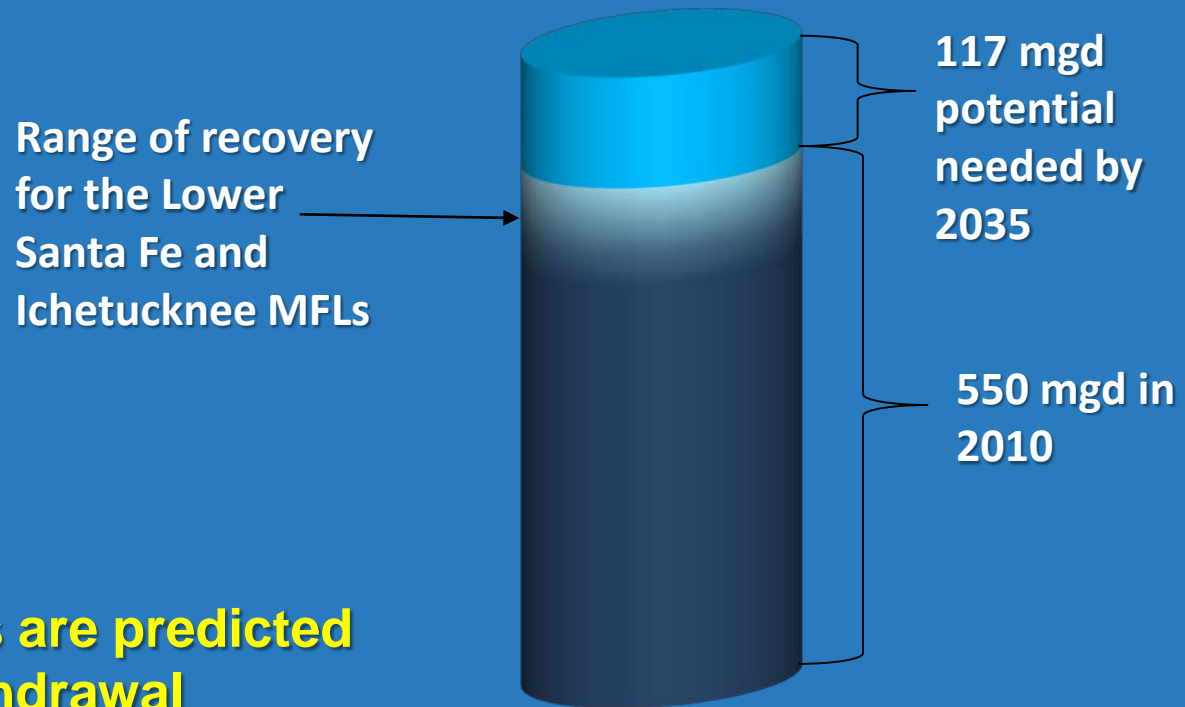 117 mgd
potential
needed by
2035
Range of recovery
for the Lower
Santa Fe and
Ichetucknee MFLs
550 mgd in
2010
are predicted